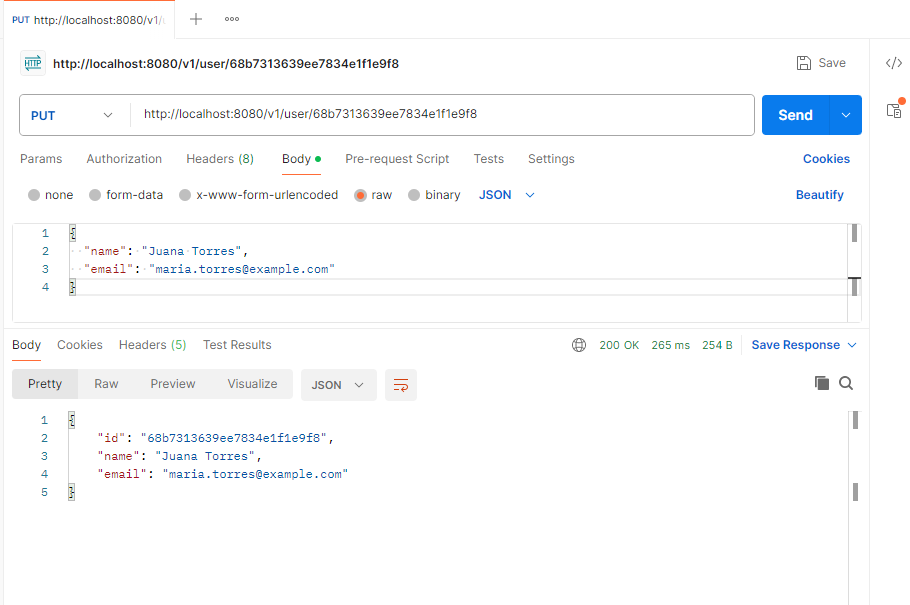 PUT http://localhost:8080/v1/u
HTTP http://localhost:8080/v1/user/68b7313639ee7834e1f1e9f8 Save </>
PUT http://localhost:8080/v1/user/68b7313639ee7834e1f1e9f8 Send
Params Authorization Headers (8) Body Pre-request Script Tests Settings Cookies
none form-data x-www-form-urlencoded raw binary JSON Beautify
1 {
2 "name": "Juana Torres",
3 "email": "maria.torres@example.com"
4 }
Body Cookies Headers (5) Test Results 200 OK 265 ms 254 B Save Response
Pretty Raw Preview Visualize JSON
1 {
2 "id": "68b7313639ee7834e1f1e9f8",
3 "name": "Juana Torres",
4 "email": "maria.torres@example.com"
5 }